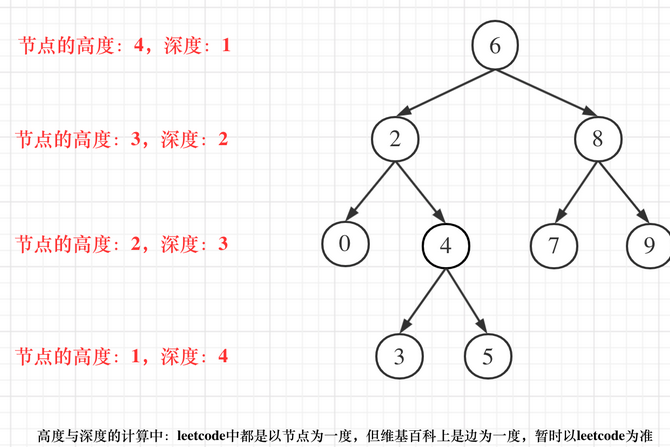 节点的高度：4，深度：1
6
节点的高度：3，深度：2
2
8
节点的高度：2，深度：3
0
4
7
9
节点的高度：1，深度：4
3
5
高度与深度的计算中：leetcode中都是以节点为一度，但维基百科上是边为一度，暂时以leetcode为准